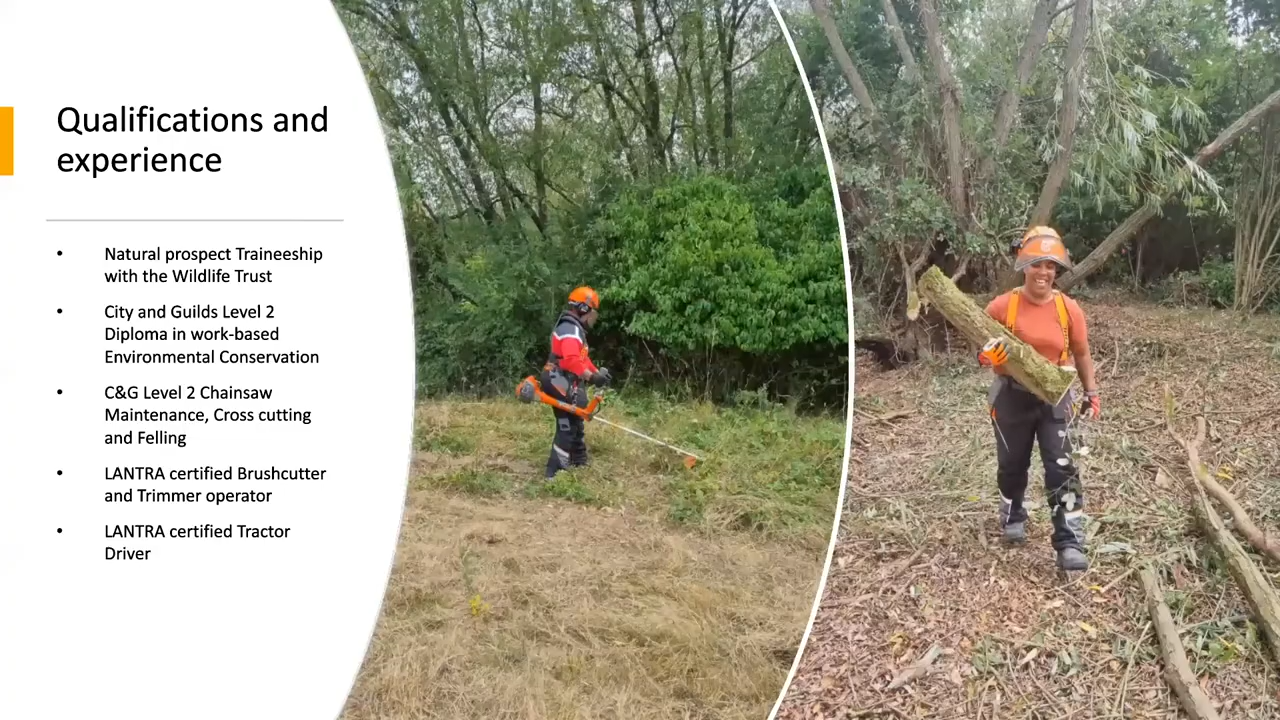 Qualifications and
experience
• Natural prospect Traineeship
with the Wildlife Trust
• City and Guilds Level 2
Diploma in work-based
Environmental Conservation
• C&G Level 2 Chainsaw
Maintenance, Cross cutting
and Felling
• LANTRA certified Brushcutter
and Trimmer operator
• LANTRA certified Tractor
Driver